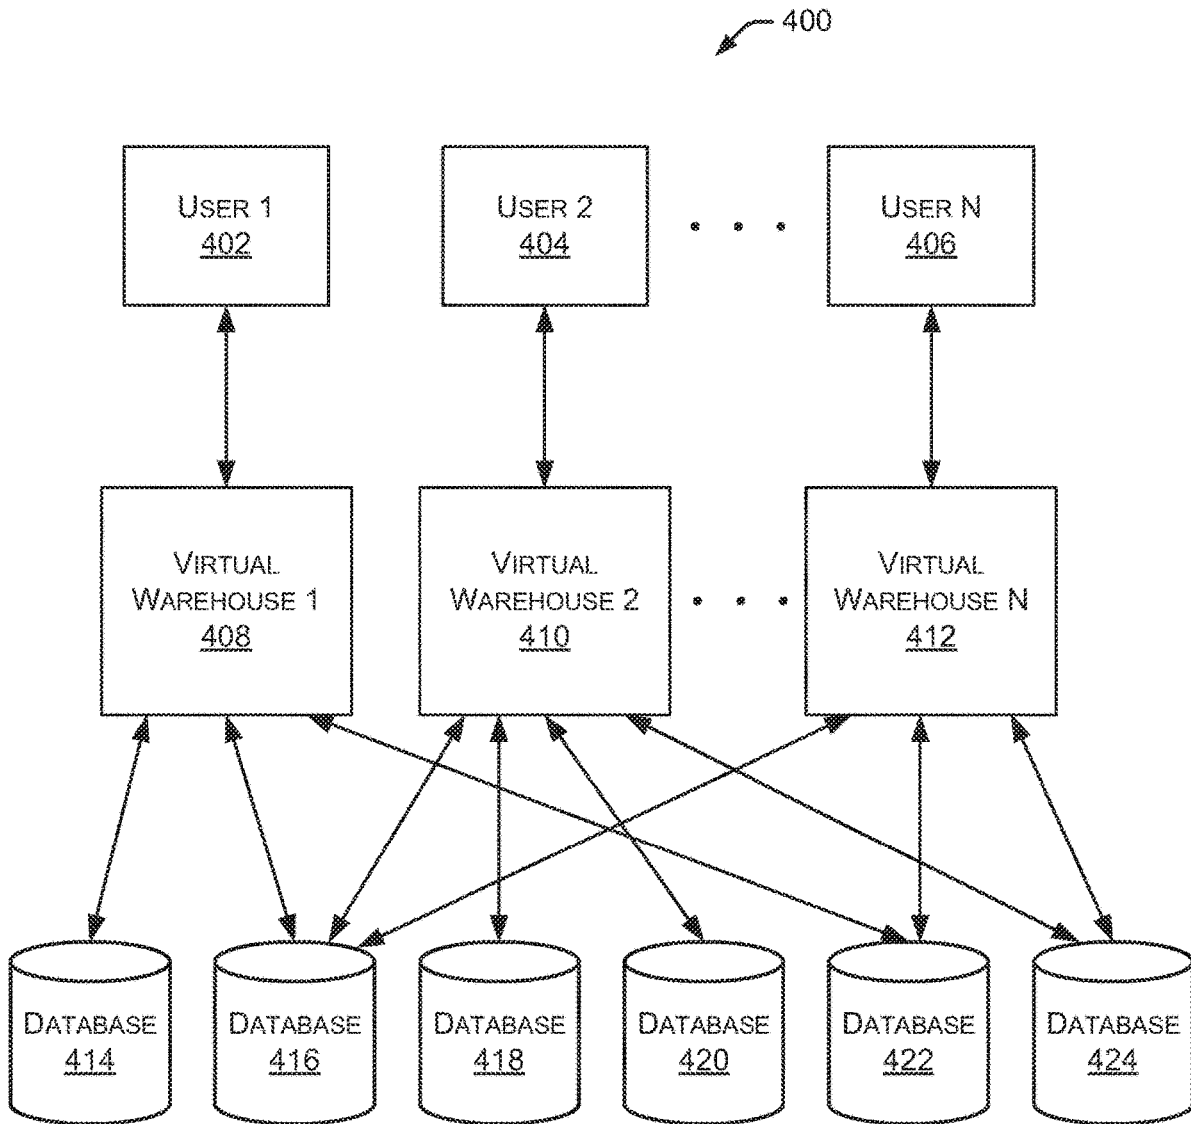 400
USER 1
402
USER 2
404
USER N
406
VIRTUAL
WAREHOUSE 1
408
VIRTUAL
WAREHOUSE 2
410
VIRTUAL
WAREHOUSE N
412
DATABASE
414
DATABASE
416
DATABASE
418
DATABASE
420
DATABASE
422
DATABASE
424